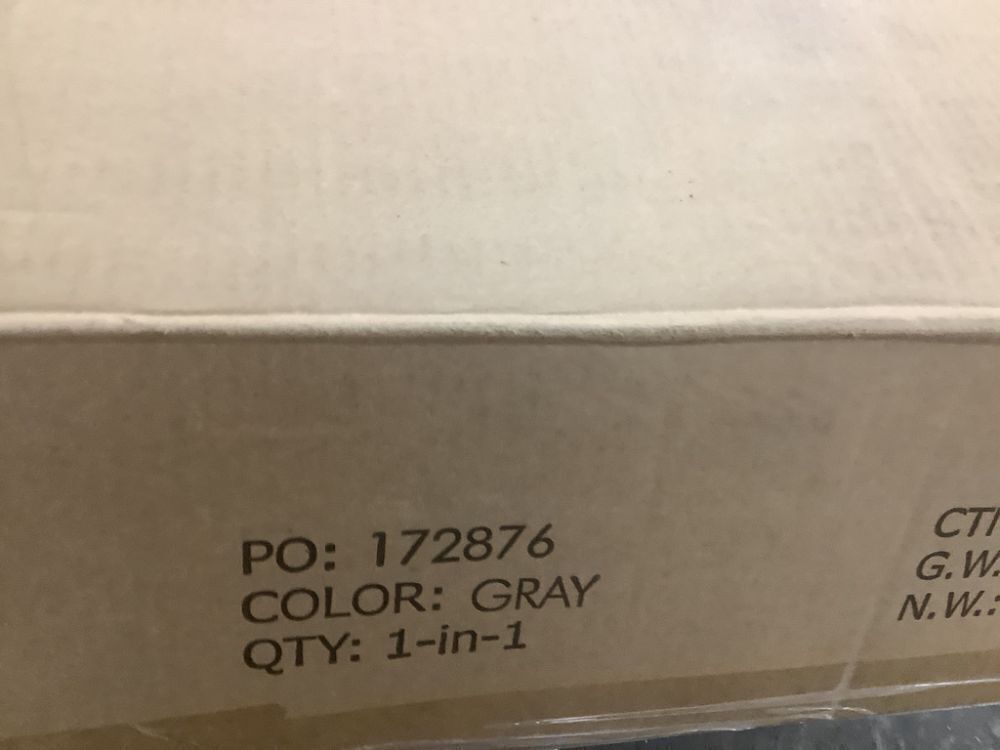 PO: 172876
COLOR: GRAY
QTY: 1-in-1
G.W.
N.W.: